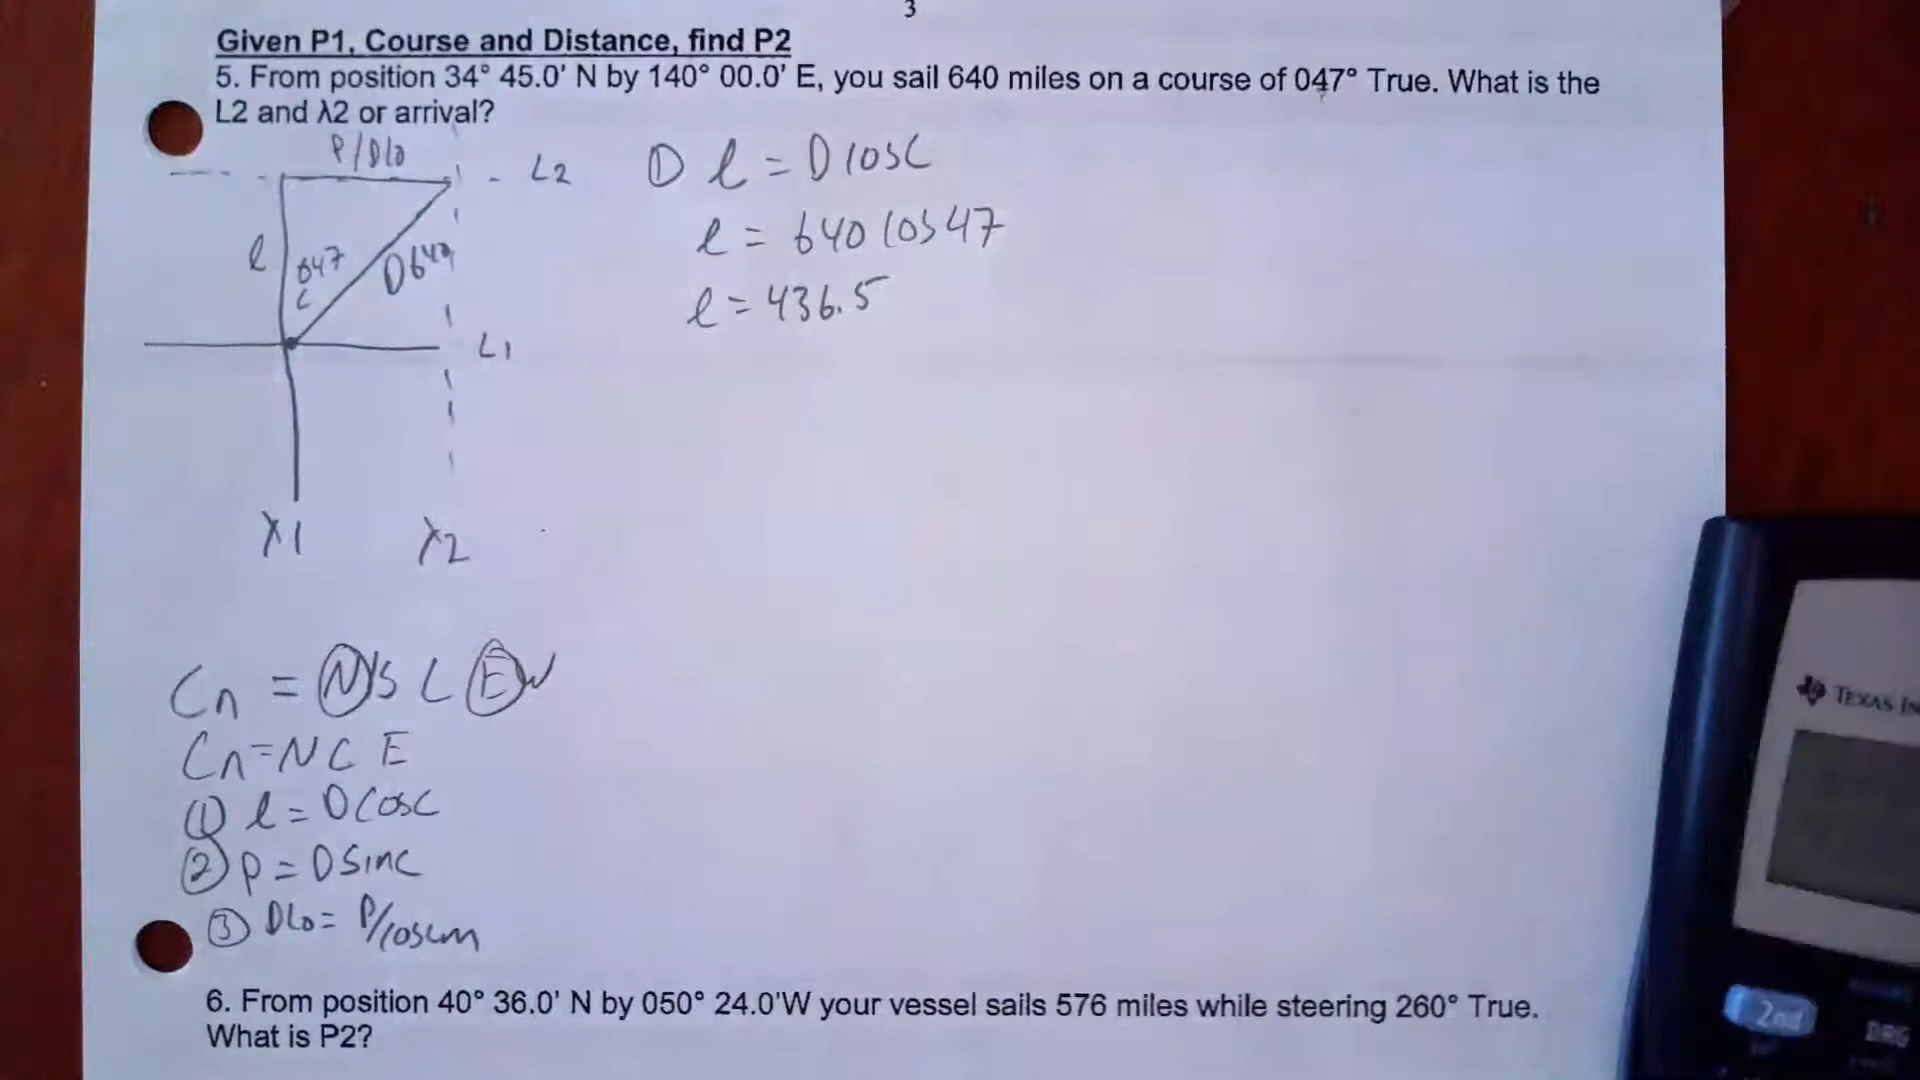 3
Given P1, Course and Distance, find P2
5. From position 34° 45.0' N by 140° 00.0' E, you sail 640 miles on a course of 047° True. What is the
L2 and λ2 or arrival?
P/Dlo
L2
l
047
C
D640
L1
λ1
λ2
① l = D cos C
l = 640 cos 47
l = 436.5
Cn = N/S C E/W
Cn = N C E
① l = D Cos C
② P = D Sin C
③ DLo = P/cos Lm
6. From position 40° 36.0' N by 050° 24.0'W your vessel sails 576 miles while steering 260° True.
What is P2?
TEXAS IN
2nd
DRG